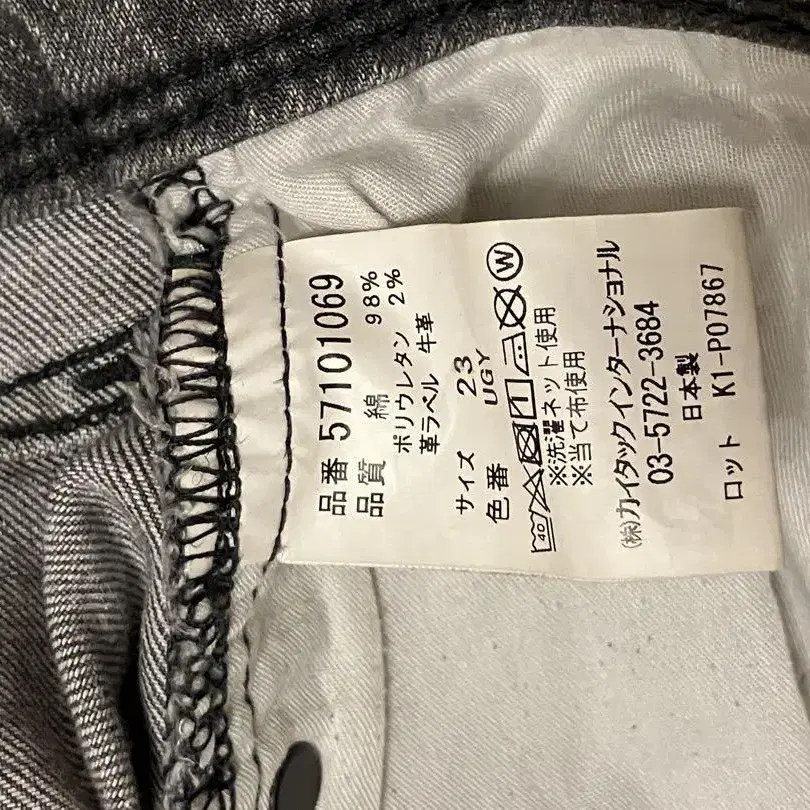 品番 57101069
品質 綿 98%
ポリウレタン 2%
革ラベル 牛革
サイズ 23
色番 UGY
40 W
※洗濯ネット使用
※当て布使用
(株)カイタックインターナショナル
03-5722-3684
日本製
ロット K1-P07867